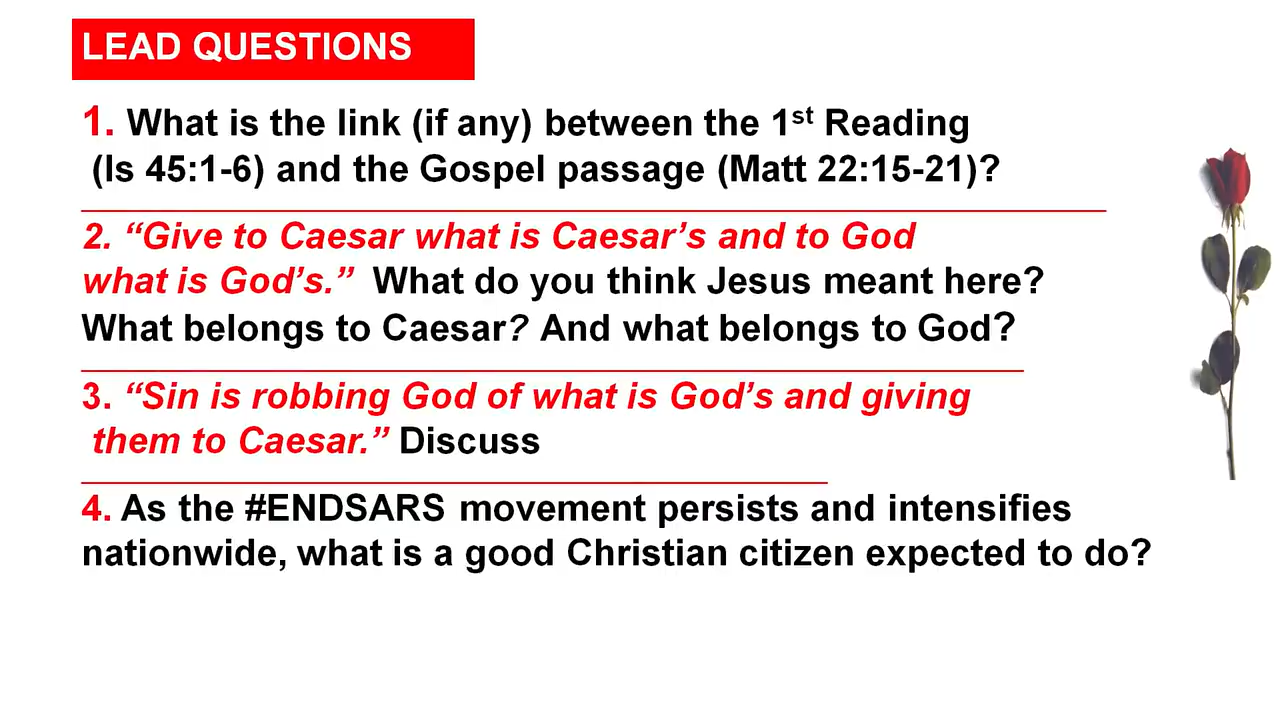 LEAD QUESTIONS
1. What is the link (if any) between the 1st Reading
(Is 45:1-6) and the Gospel passage (Matt 22:15-21)?
2. “Give to Caesar what is Caesar’s and to God
what is God’s.” What do you think Jesus meant here?
What belongs to Caesar? And what belongs to God?
3. “Sin is robbing God of what is God’s and giving
them to Caesar.” Discuss
4. As the #ENDSARS movement persists and intensifies
nationwide, what is a good Christian citizen expected to do?